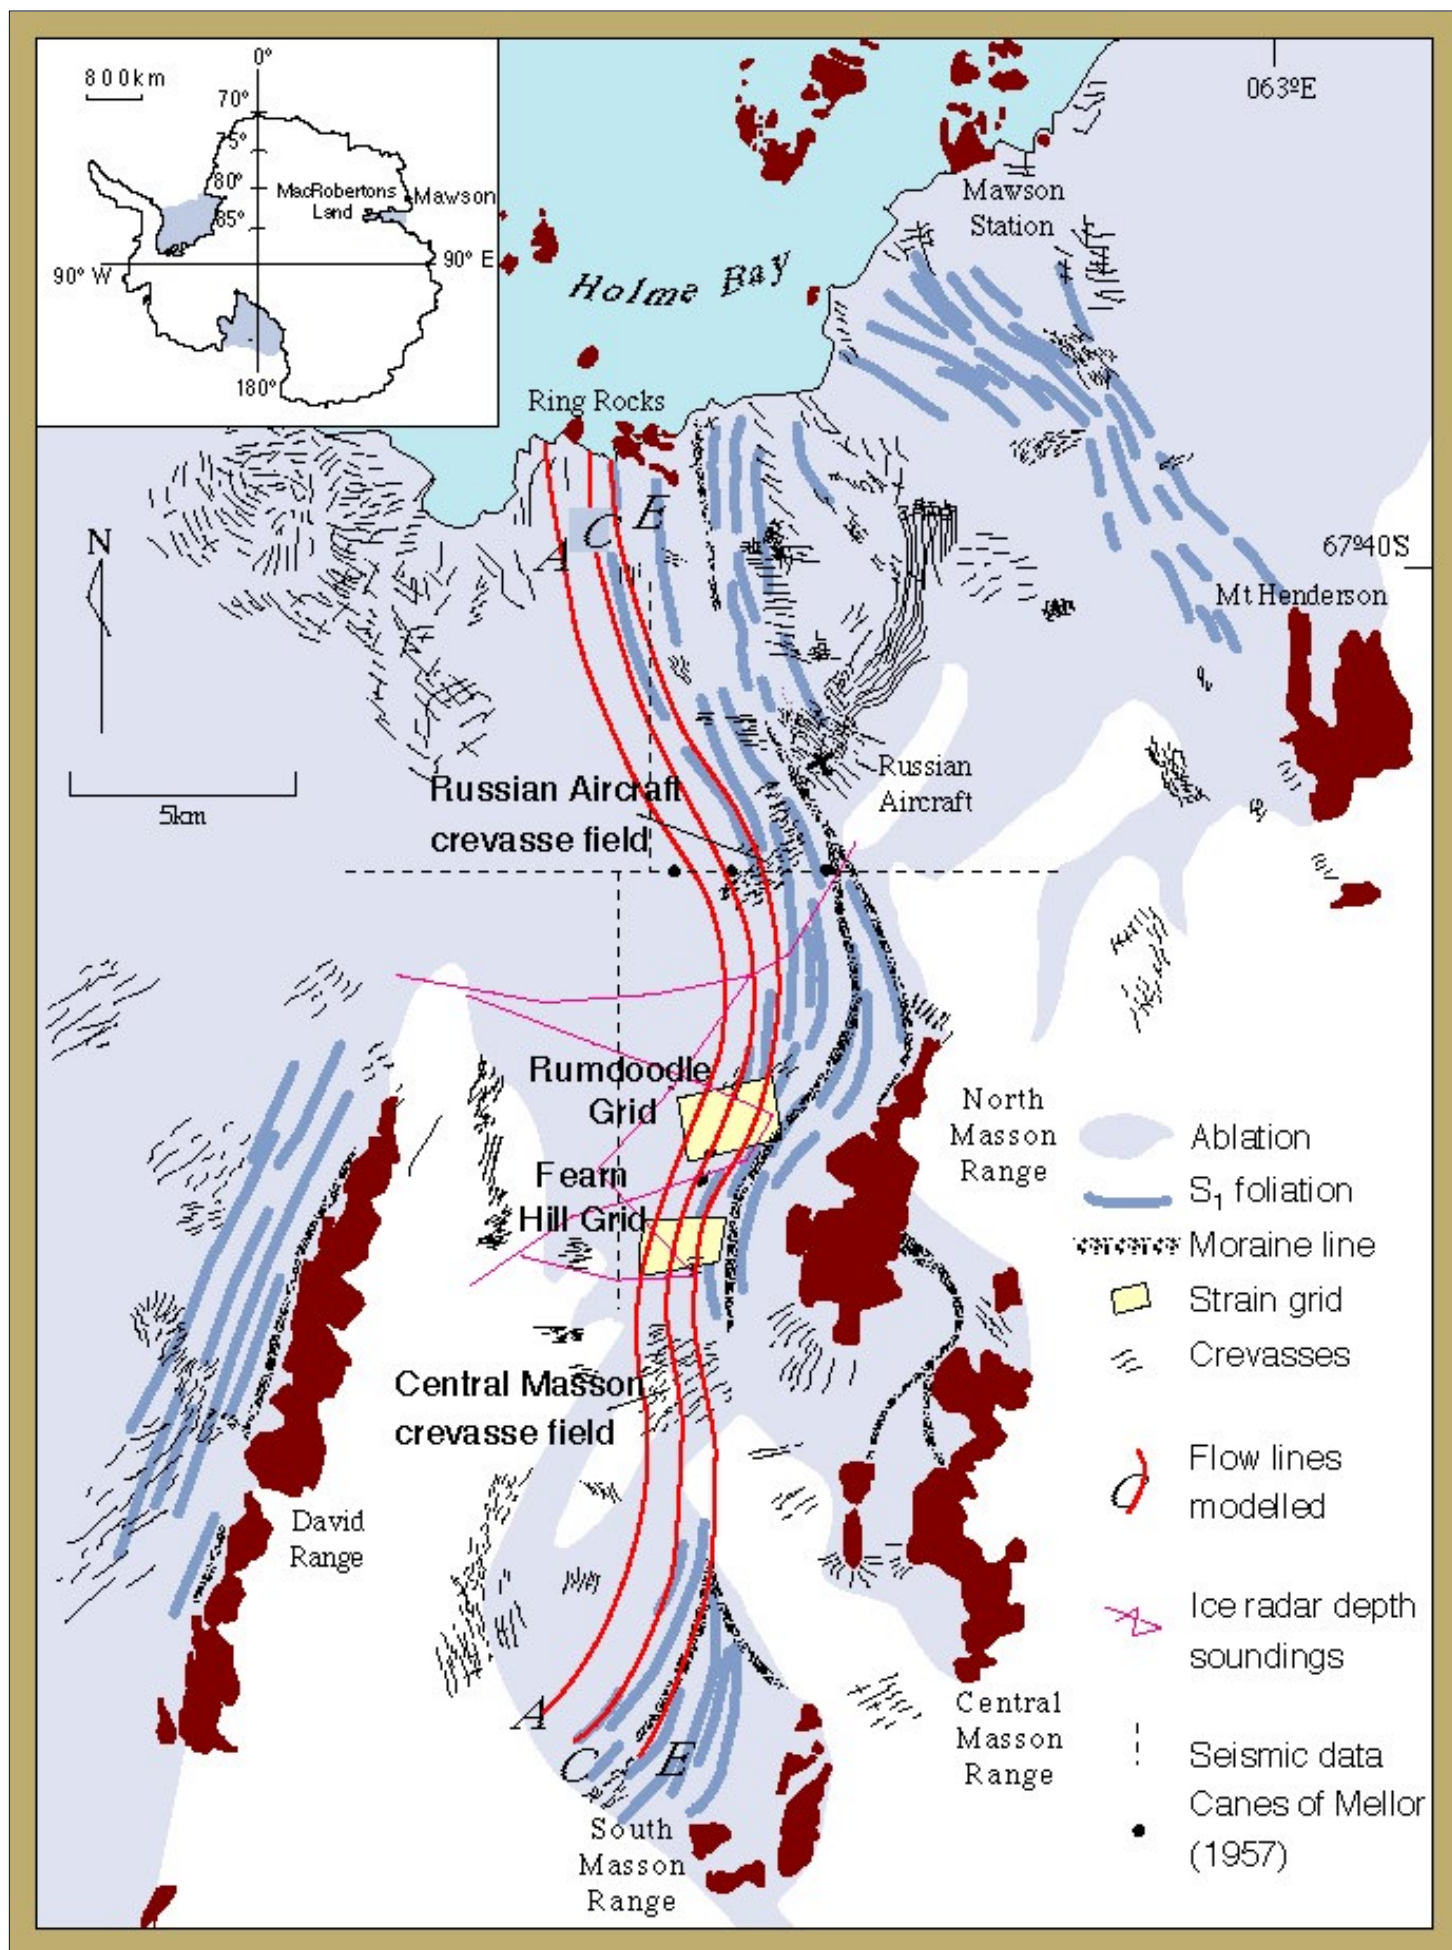 0°
800km
70°
75°
80°
85°
MacRobertons
Land
Mawson
90° W
90° E
180°
063ºE
Mawson
Station
Holme Bay
Ring Rocks
A
C
E
N
67º40'S
Mt Henderson
5km
Russian Aircraft
crevasse field
Russian
Aircraft
Rumdoodle
Grid
Fearn
Hill Grid
North
Masson
Range
Central Masson
crevasse field
David
Range
A
C
E
South
Masson
Range
Central
Masson
Range
Ablation
S₁ foliation
Moraine line
Strain grid
Crevasses
Flow lines
modelled
Ice radar depth
soundings
Seismic data
Canes of Mellor
(1957)